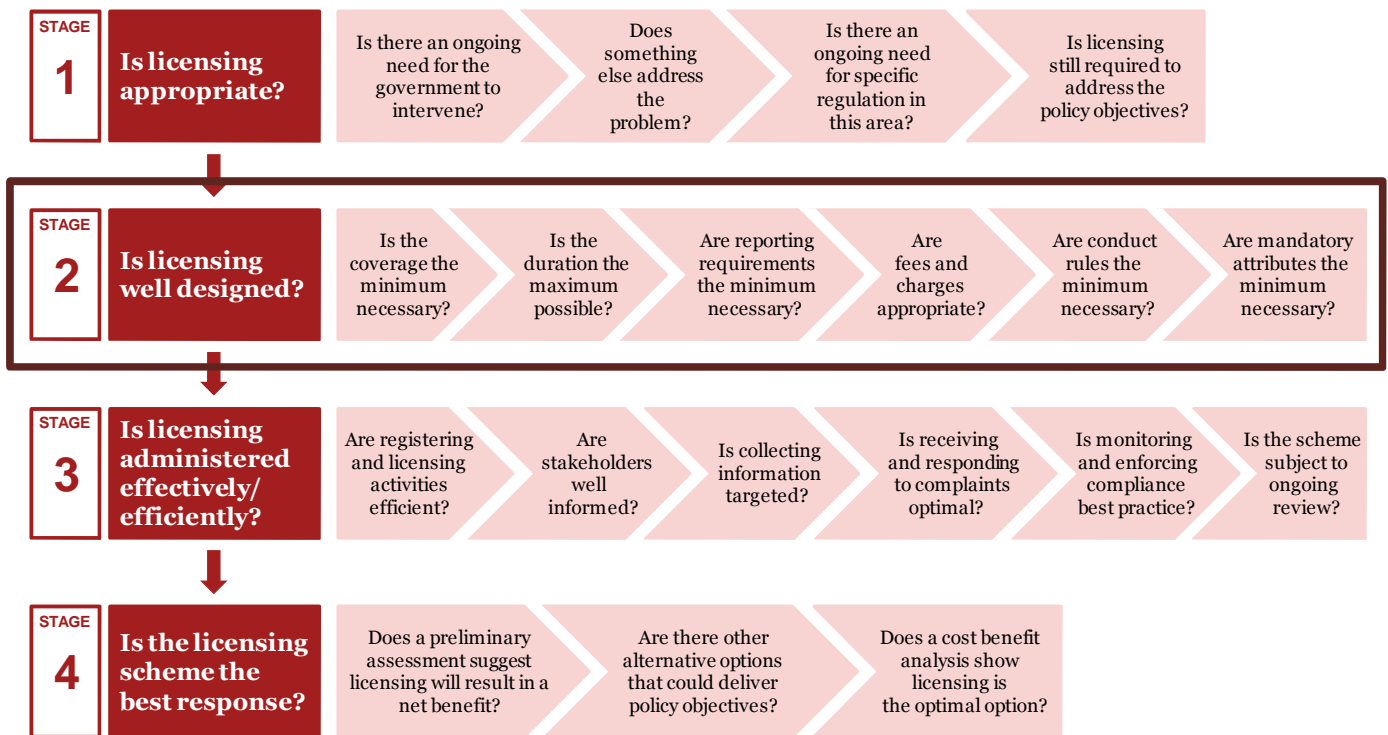 STAGE
1
Is licensing
appropriate?
Is there an ongoing
need for the
government to
intervene?
Does
something
else address
the
problem?
Is there an
ongoing need
for specific
regulation in
this area?
Is licensing
still required to
address the
policy objectives?
STAGE
2
Is licensing
well designed?
Is the
coverage the
minimum
necessary?
Is the
duration the
maximum
possible?
Are reporting
requirements
the minimum
necessary?
Are
fees and
charges
appropriate?
Are conduct
rules the
minimum
necessary?
Are mandatory
attributes the
minimum
necessary?
STAGE
3
Is licensing
administered
effectively/
efficiently?
Are registering
and licensing
activities
efficient?
Are
stakeholders
well
informed?
Is collecting
information
targeted?
Is receiving
and responding
to complaints
optimal?
Is monitoring
and enforcing
compliance
best practice?
Is the scheme
subject to
ongoing
review?
STAGE
4
Is the licensing
scheme the
best response?
Does a preliminary
assessment suggest
licensing will result in a
net benefit?
Are there other
alternative options
that could deliver
policy objectives?
Does a cost benefit
analysis show
licensing is
the optimal option?